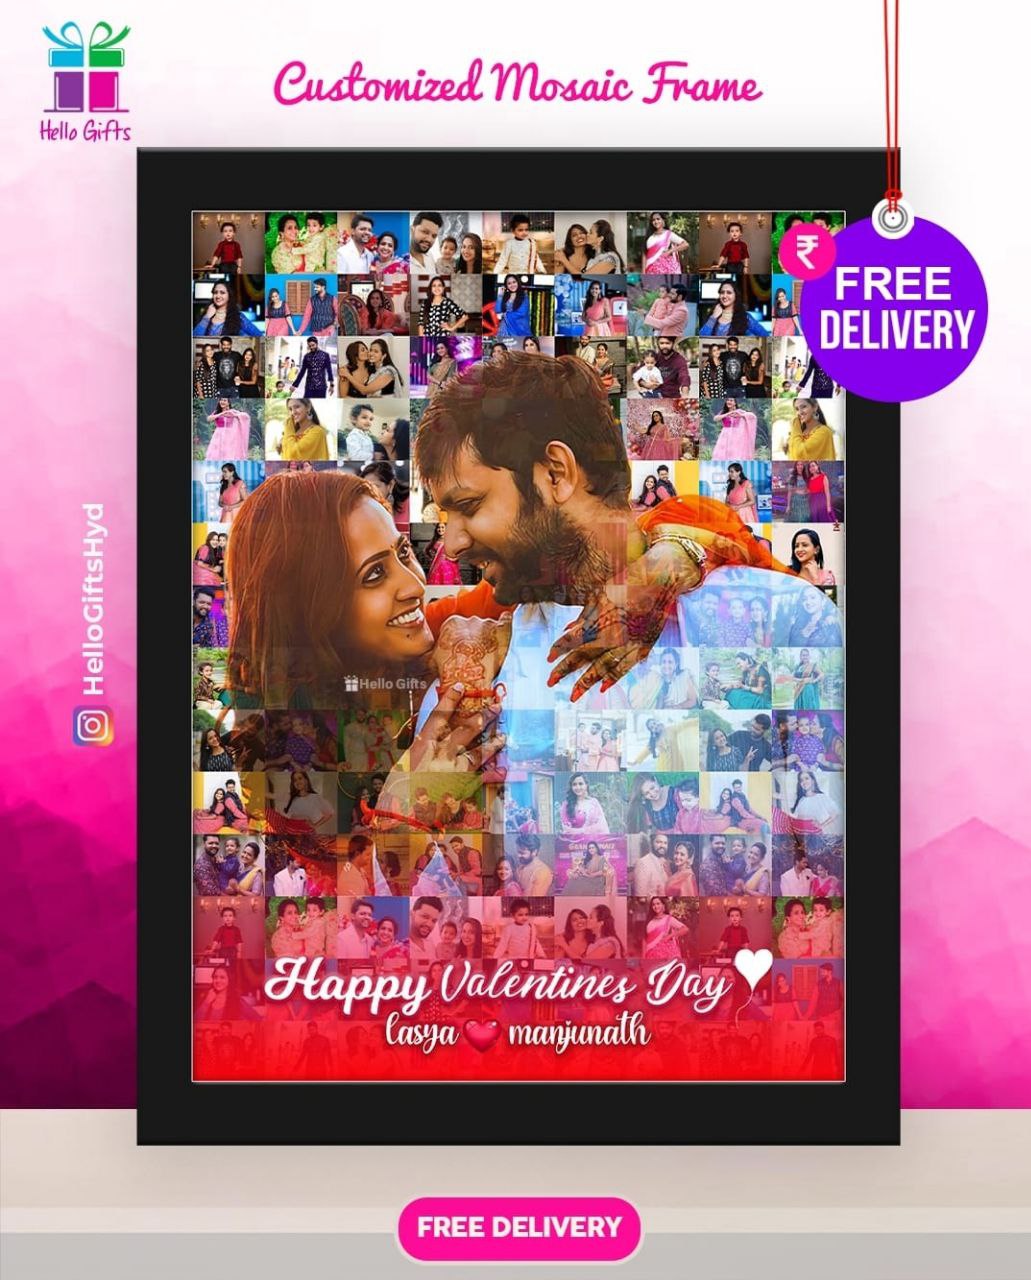 Hello Gifts
Customized Mosaic Frame
₹
FREE
DELIVERY
HelloGiftsHyd
Hello Gifts
Happy Valentines Day
lasya manjunath
FREE DELIVERY